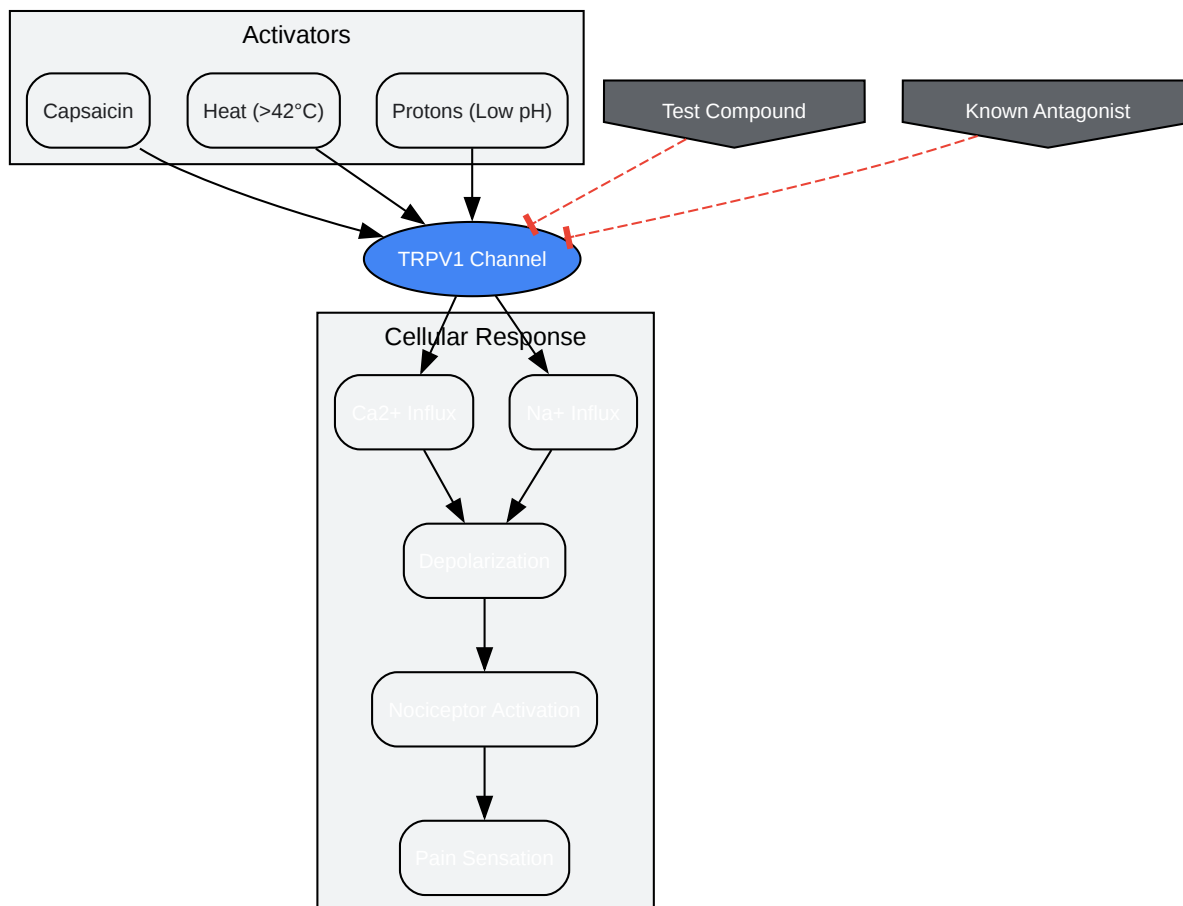 Activators
Capsaicin
Heat (>42°C)
Protons (Low pH)
Test Compound
Known Antagonist
TRPV1 Channel
Cellular Response
Ca2+ Influx
Na+ Influx
Depolarization
Nociceptor Activation
Pain Sensation